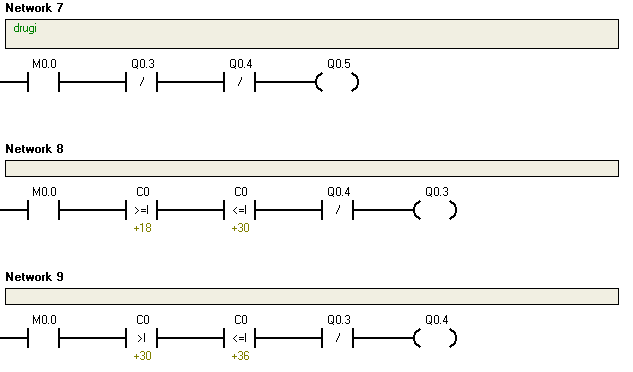 Network 7
drugi
M0.0 Q0.3 Q0.4 Q0.5
/ /
Network 8
M0.0 C0 C0 Q0.4 Q0.3
>=I <=I /
+18 +30
Network 9
M0.0 C0 C0 Q0.3 Q0.4
>I <=I /
+30 +36